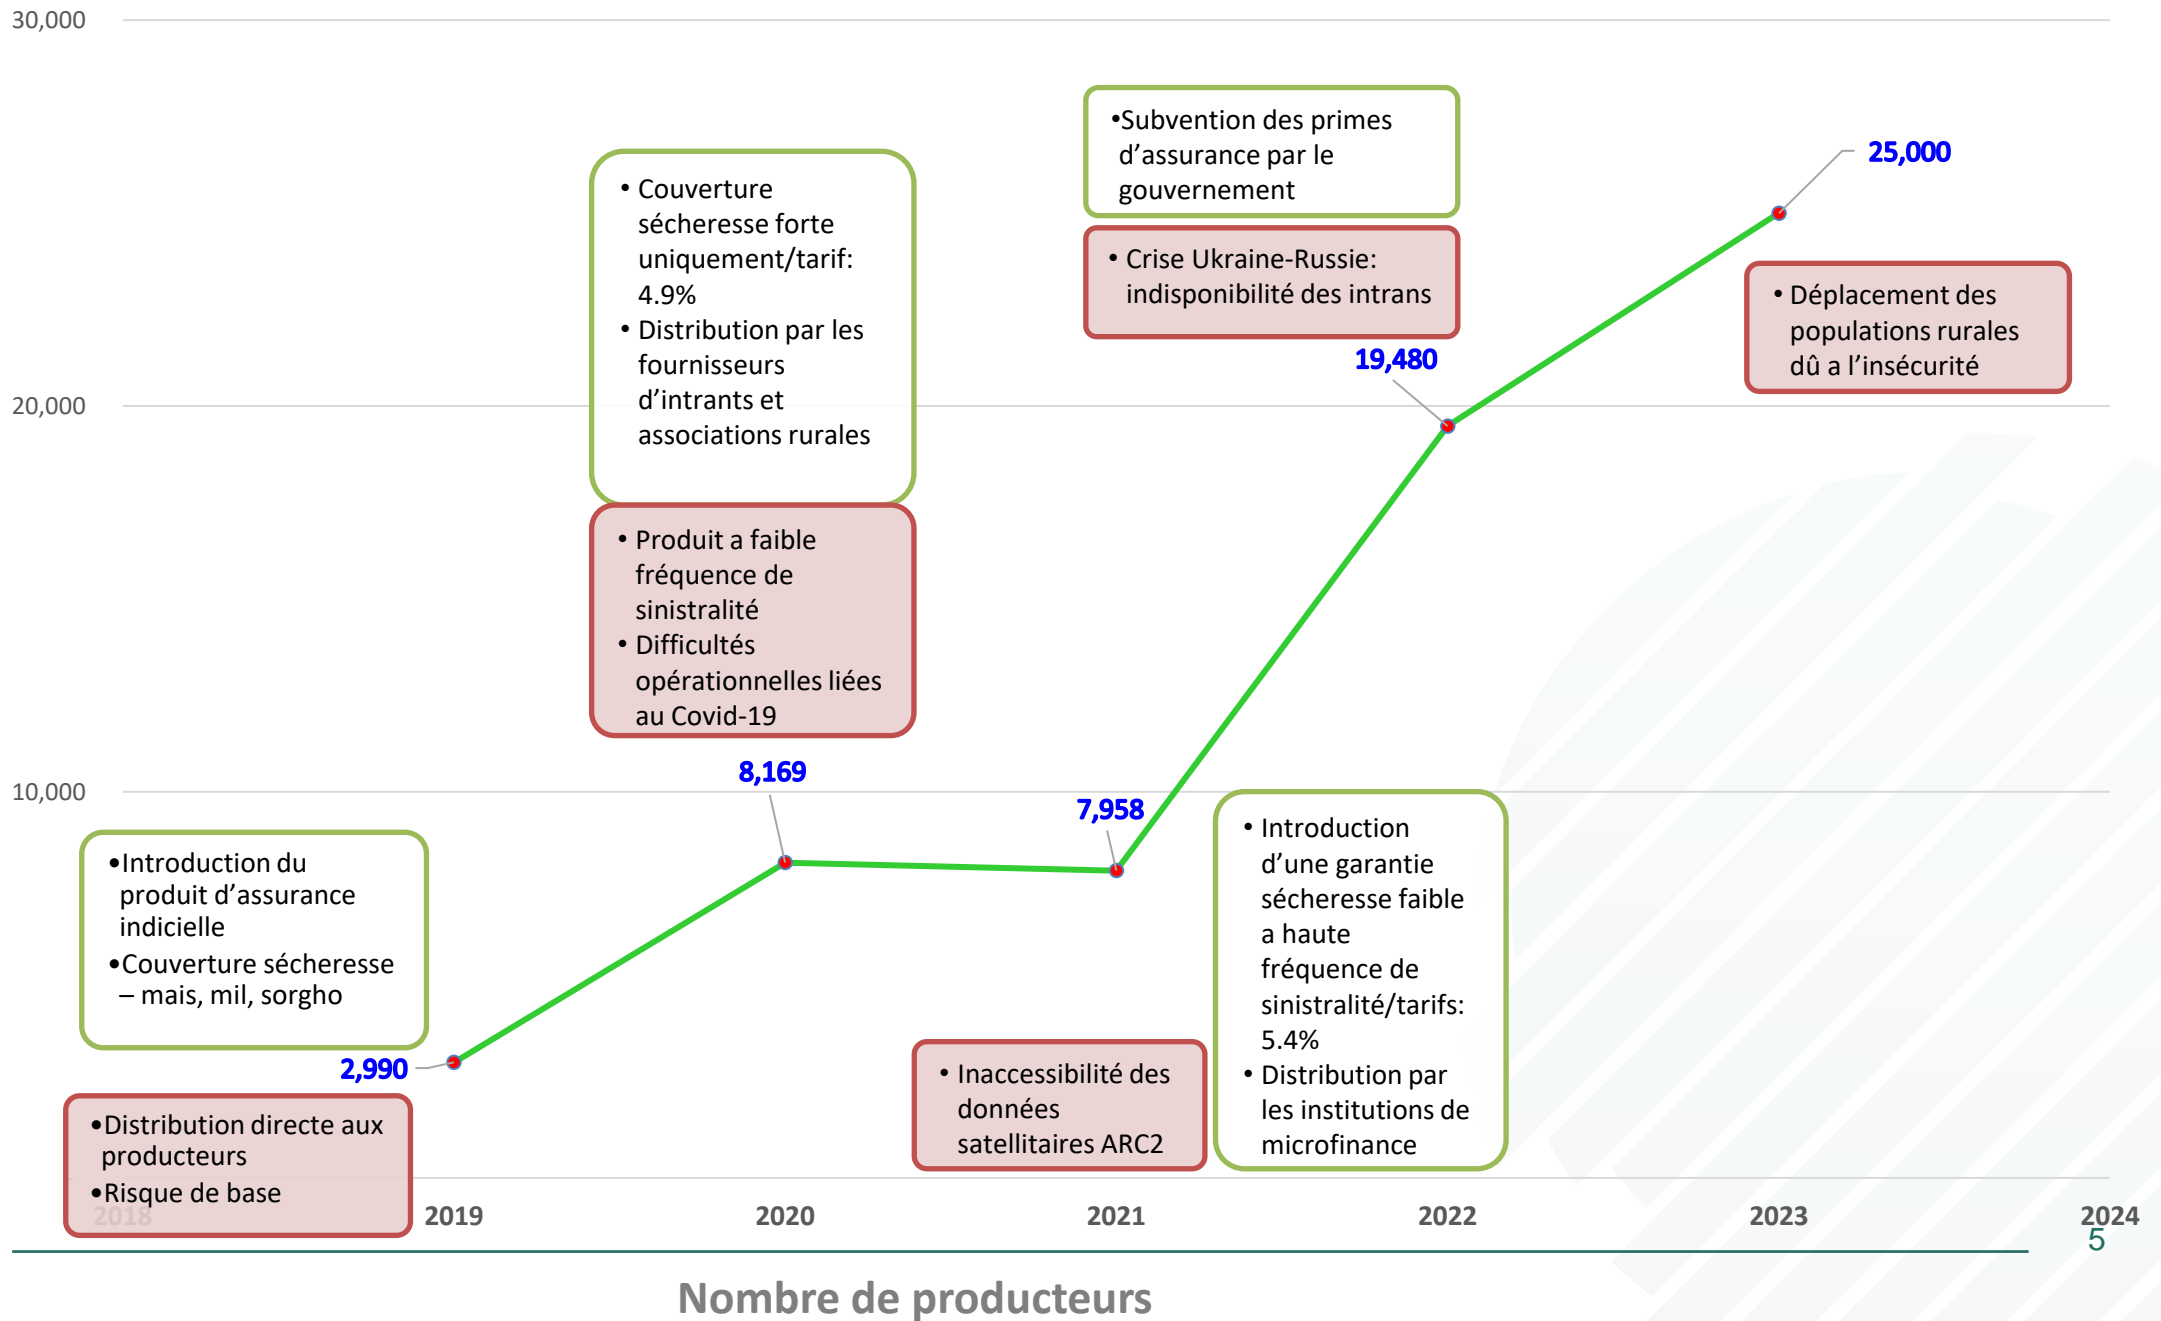 30,000
•Subvention des primes
d’assurance par le
gouvernement
25,000
• Couverture
sécheresse forte
uniquement/tarif:
4.9%
• Distribution par les
fournisseurs
d’intrants et
associations rurales
• Crise Ukraine-Russie:
indisponibilité des intrans
• Déplacement des
populations rurales
dû a l’insécurité
19,480
20,000
• Produit a faible
fréquence de
sinistralité
• Difficultés
opérationnelles liées
au Covid-19
8,169
10,000
7,958
•Introduction du
produit d’assurance
indicielle
•Couverture sécheresse
– mais, mil, sorgho
• Introduction
d’une garantie
sécheresse faible
a haute
fréquence de
sinistralité/tarifs:
5.4%
• Distribution par
les institutions de
microfinance
2,990
• Inaccessibilité des
données
satellitaires ARC2
•Distribution directe aux
producteurs
•Risque de base
2018
2019
2020
2021
2022
2023
2024
5
Nombre de producteurs